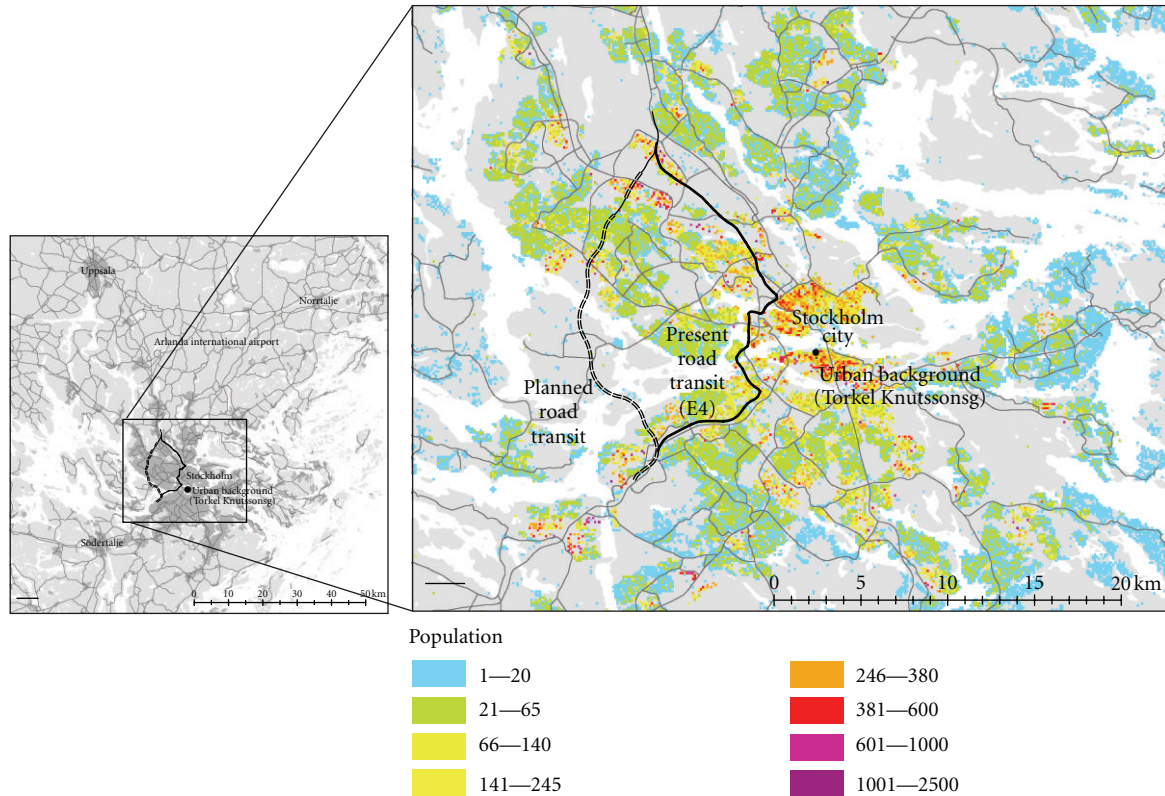 Uppsala
Norrtalje
Arlanda international airport
Stockholm
Urban background
(Torkel Knutssonsg)
Södertalje
0 10 20 30 40 50 km
Stockholm
city
Present
road
transit
(E4)
Urban background
(Torkel Knutssonsg)
Planned
road
transit
0 5 10 15 20 km
Population
1—20
21—65
66—140
141—245
246—380
381—600
601—1000
1001—2500